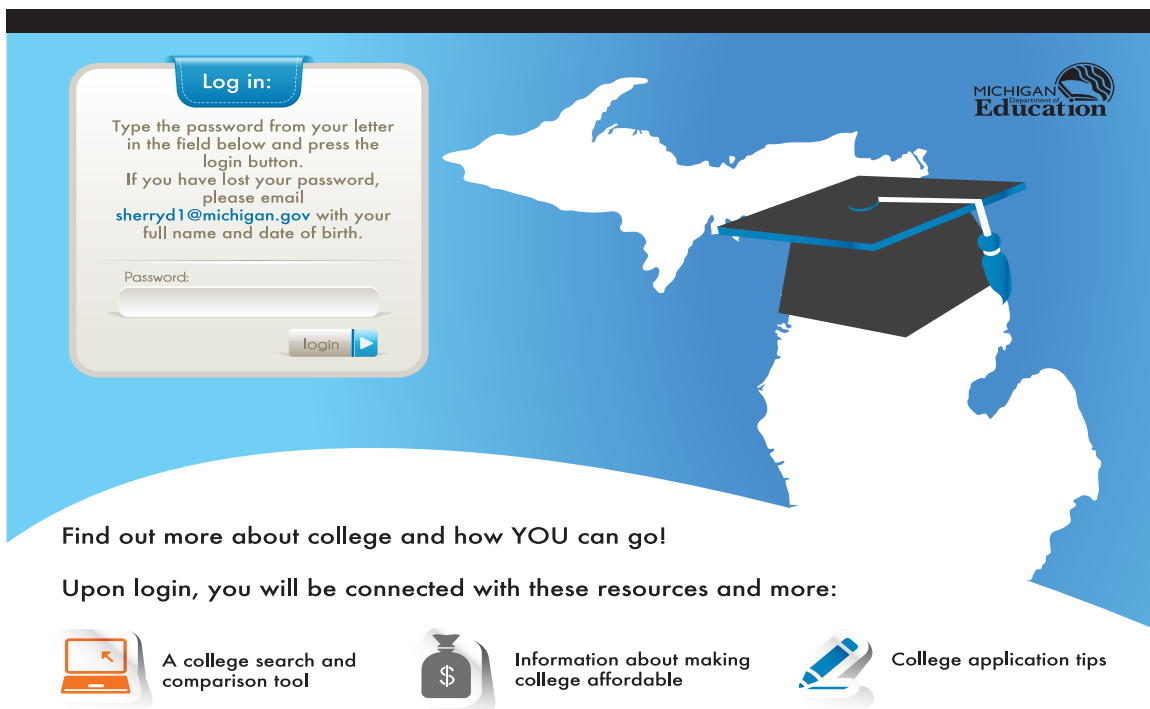 Log in:
Type the password from your letter
in the field below and press the
login button.
If you have lost your password,
please email
sherryd1@michigan.gov with your
full name and date of birth.
Password:
login
MICHIGAN
Department of
Education
Find out more about college and how YOU can go!
Upon login, you will be connected with these resources and more:
A college search and
comparison tool
$
Information about making
college affordable
College application tips